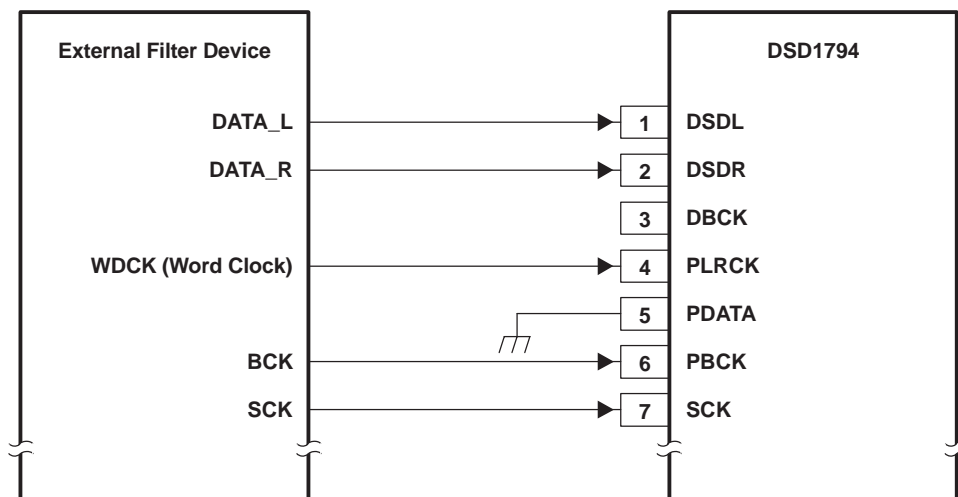 External Filter Device
DSD1794
DATA_L
1 DSDL
DATA_R
2 DSDR
3 DBCK
WDCK (Word Clock)
4 PLRCK
5 PDATA
BCK
6 PBCK
SCK
7 SCK